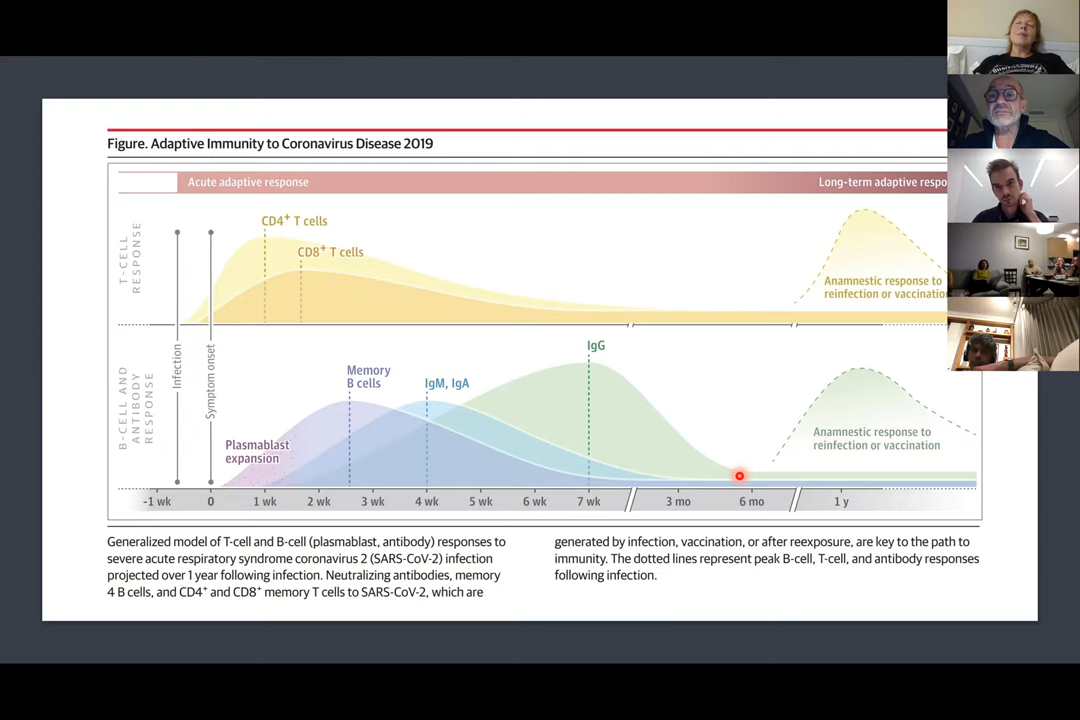 Figure. Adaptive Immunity to Coronavirus Disease 2019
Acute adaptive response
Long-term adaptive respo
T-CELL
RESPONSE
CD4+ T cells
CD8+ T cells
Anamnestic response to
reinfection or vaccination
Infection
Symptom onset
B-CELL AND
ANTIBODY
RESPONSE
Plasmablast
expansion
Memory
B cells
IgM, IgA
IgG
Anamnestic response to
reinfection or vaccination
-1 wk 0 1 wk 2 wk 3 wk 4 wk 5 wk 6 wk 7 wk 3 mo 6 mo 1 y
Generalized model of T-cell and B-cell (plasmablast, antibody) responses to
severe acute respiratory syndrome coronavirus 2 (SARS-CoV-2) infection
projected over 1 year following infection. Neutralizing antibodies, memory
4 B cells, and CD4+ and CD8+ memory T cells to SARS-CoV-2, which are
generated by infection, vaccination, or after reexposure, are key to the path to
immunity. The dotted lines represent peak B-cell, T-cell, and antibody responses
following infection.